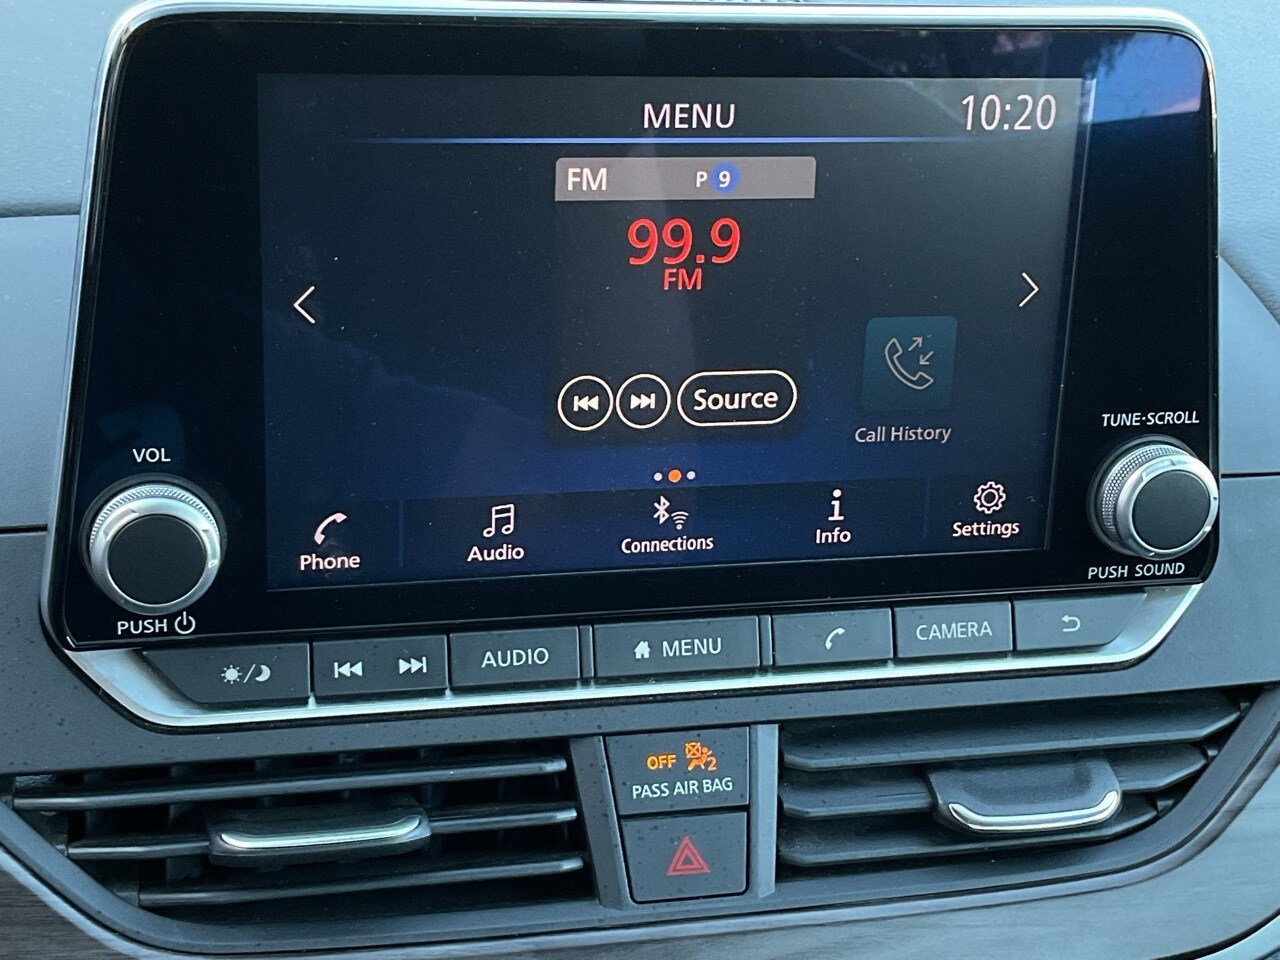 MENU
10:20
FM P 9
99.9
FM
Source
Call History
VOL
TUNE·SCROLL
Phone
Audio
Connections
Info
Settings
PUSH
PUSH SOUND
AUDIO
MENU
CAMERA
OFF 2
PASS AIR BAG